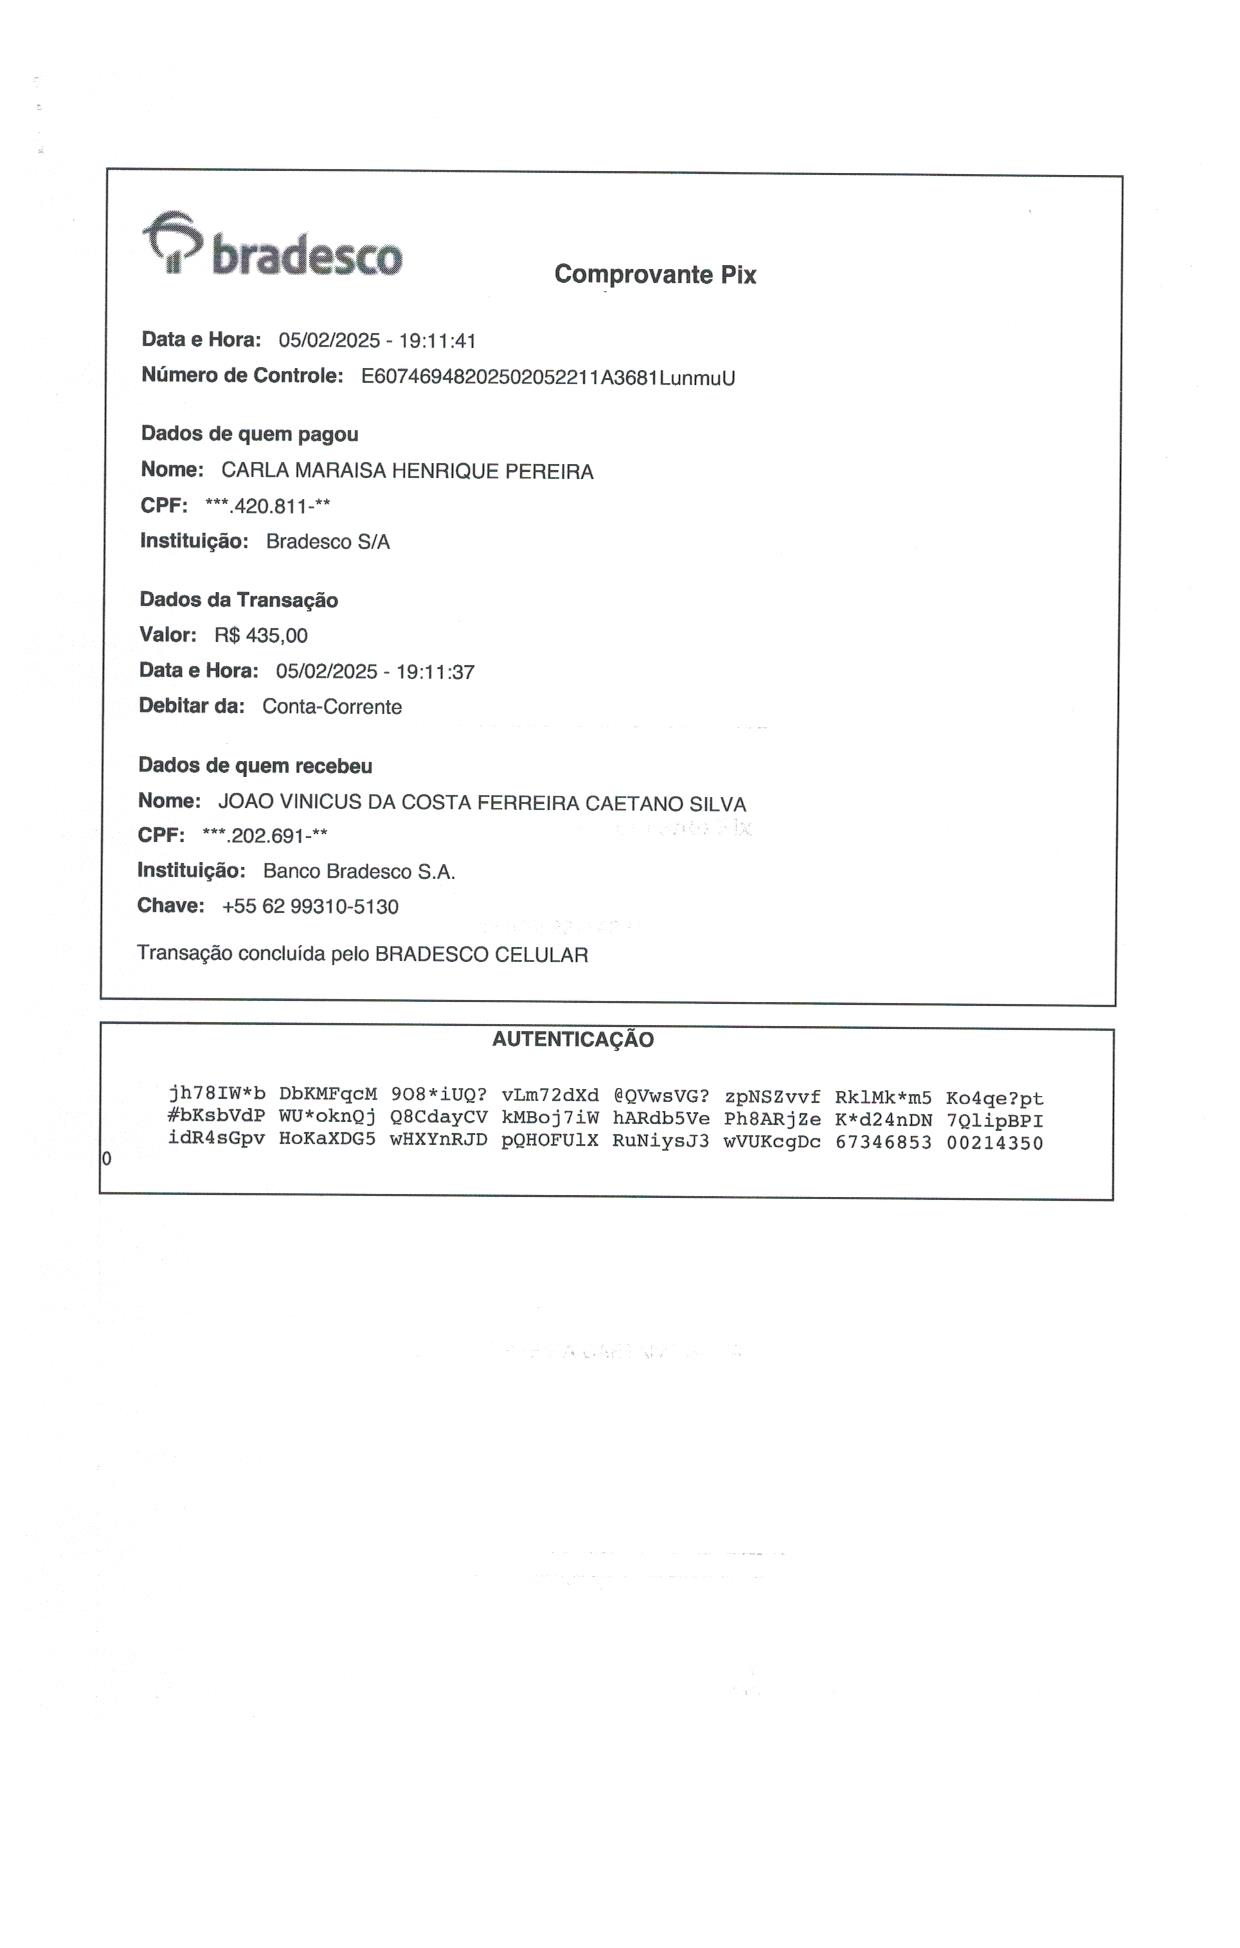 bradesco
Comprovante Pix
Data e Hora: 05/02/2025 - 19:11:41
Número de Controle: E60746948202502052211A3681LunmuU
Dados de quem pagou
Nome: CARLA MARAISA HENRIQUE PEREIRA
CPF: ***.420.811-**
Instituição: Bradesco S/A
Dados da Transação
Valor: R$ 435,00
Data e Hora: 05/02/2025 - 19:11:37
Debitar da: Conta-Corrente
Dados de quem recebeu
Nome: JOAO VINICUS DA COSTA FERREIRA CAETANO SILVA
CPF: ***.202.691-**
Instituição: Banco Bradesco S.A.
Chave: +55 62 99310-5130
Transação concluída pelo BRADESCO CELULAR
AUTENTICAÇÃO
jh78IW*b DbKMFqcM 9O8*iUQ? vLm72dXd @QVwsVG? zpNSZvvf RklMk*m5 Ko4qe?pt
#bKsbVdP WU*oknQj Q8CdayCV kMBoj7iW hARdb5Ve Ph8ARjZe K*d24nDN 7QlipBPI
idR4sGpv HoKaXDG5 wHXYnRJD pQHOFUlX RuNiysJ3 wVUKcgDc 67346853 00214350
0